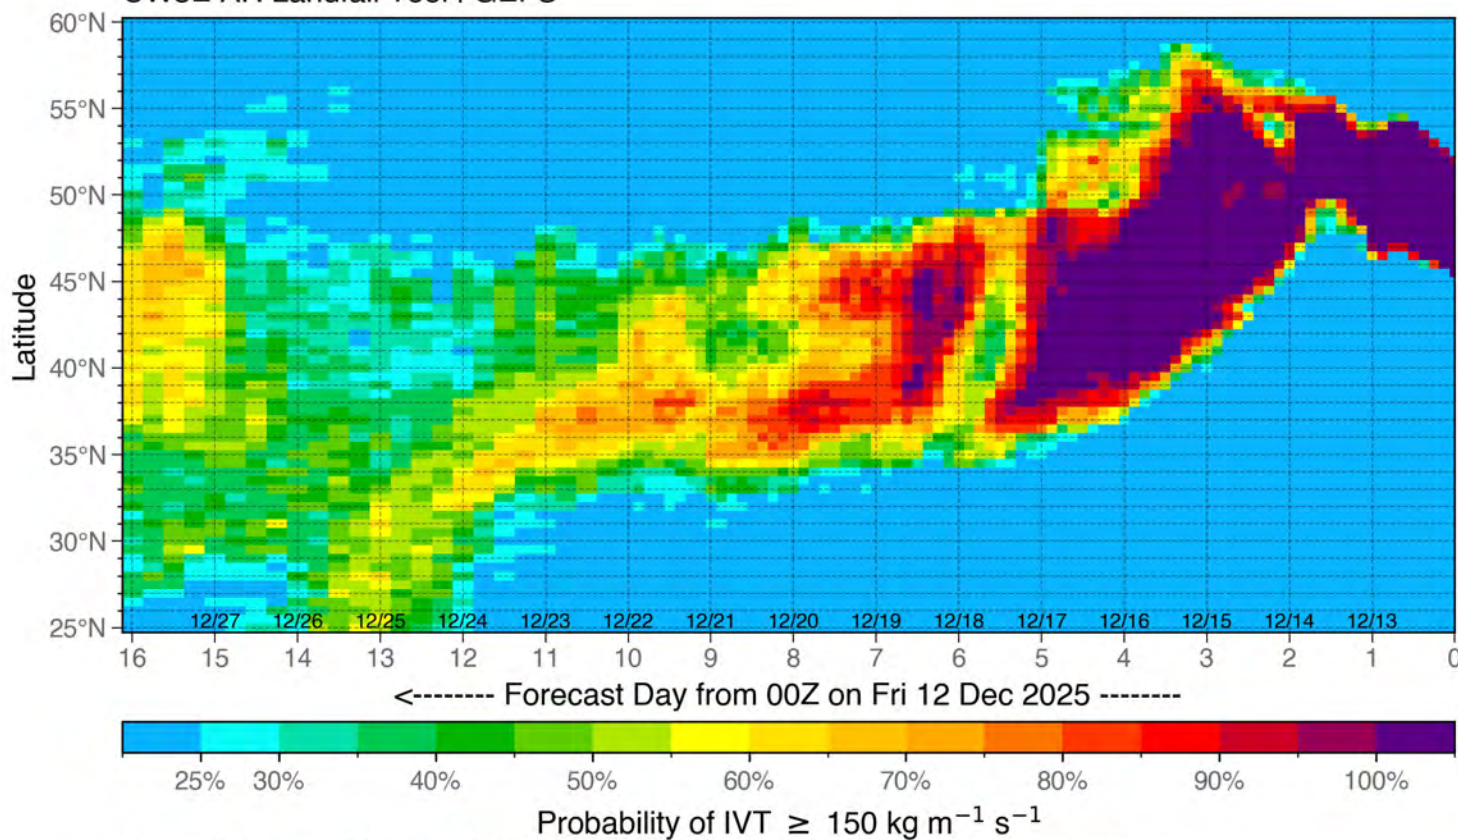 60°N
55°N
50°N
45°N
40°N
35°N
30°N
25°N
Latitude
12/27 12/26 12/25 12/24 12/23 12/22 12/21 12/20 12/19 12/18 12/17 12/16 12/15 12/14 12/13
16 15 14 13 12 11 10 9 8 7 6 5 4 3 2 1 0
<-------- Forecast Day from 00Z on Fri 12 Dec 2025 --------
25% 30% 40% 50% 60% 70% 80% 90% 100%
Probability of IVT ≥ 150 kg m⁻¹ s⁻¹